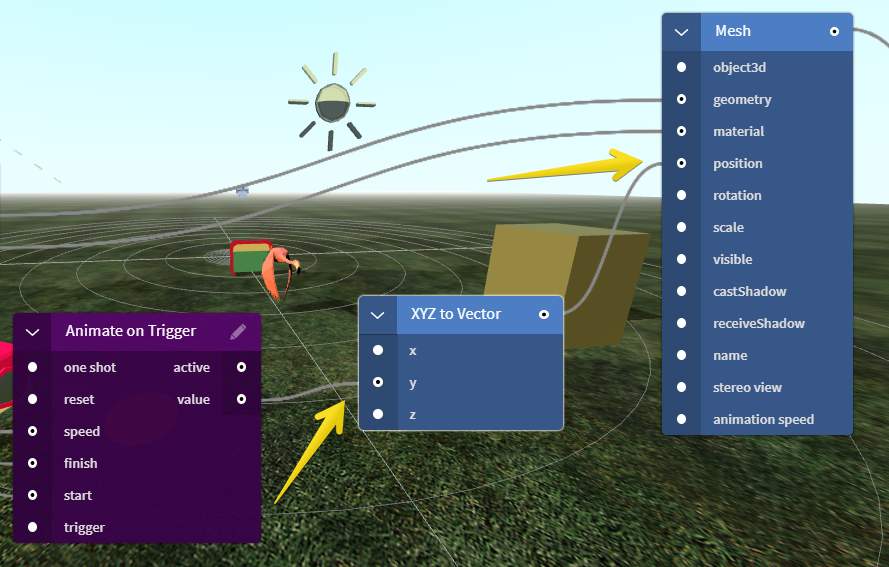 Mesh
object3d
geometry
material
position
rotation
scale
visible
castShadow
receiveShadow
name
stereo view
animation speed
XYZ to Vector
x
y
z
Animate on Trigger
one shot active
reset value
speed
finish
start
trigger